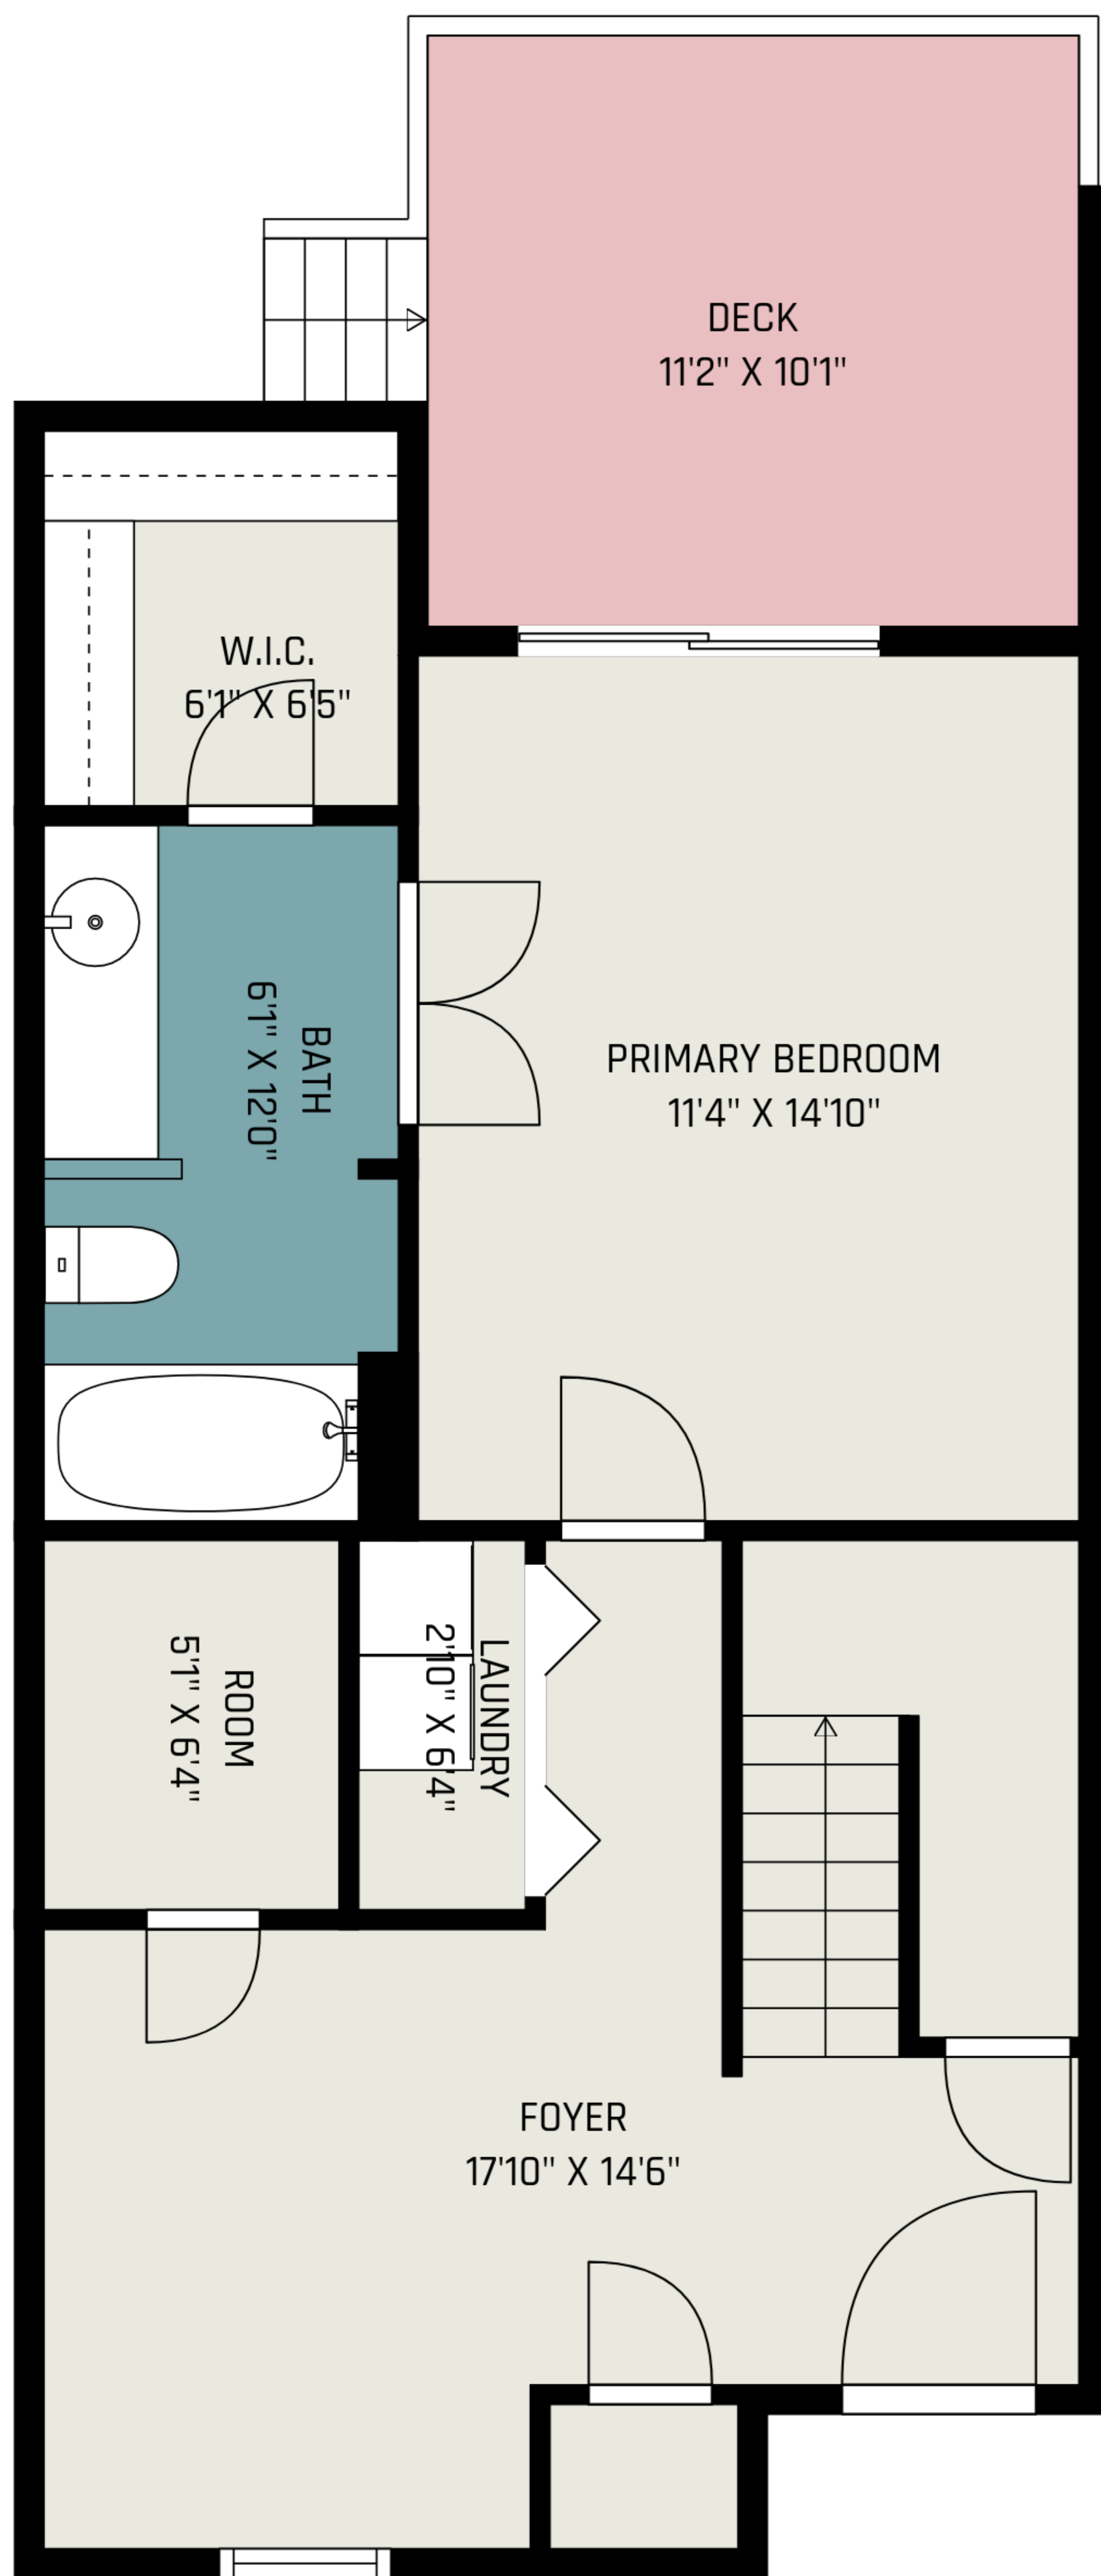 DECK
11'2" X 10'1"
W.I.C.
6'1" X 6'5"
BATH
6'1" X 12'0"
PRIMARY BEDROOM
11'4" X 14'10"
ROOM
5'1" X 6'4"
LAUNDRY
2'10" X 6'4"
FOYER
17'10" X 14'6"